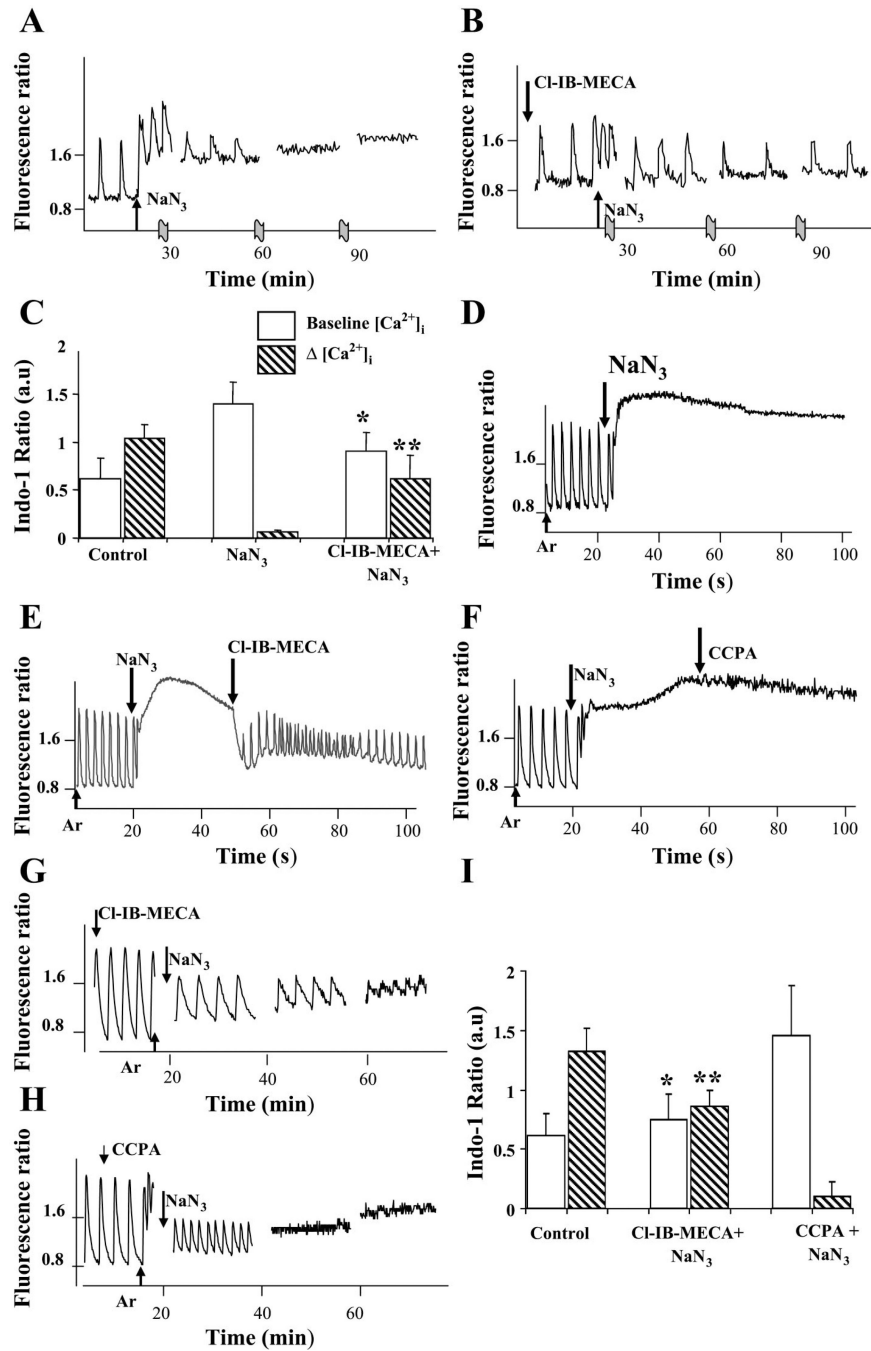 A
Fluorescence ratio
1.6
0.8
NaN3
30
60
90
Time (min)
B
Cl-IB-MECA
Fluorescence ratio
1.6
0.8
NaN3
30
60
90
Time (min)
C
Baseline [Ca2+]i
Δ [Ca2+]i
Indo-1 Ratio (a.u)
2
1.5
1
0.5
0
*
**
Control
NaN3
Cl-IB-MECA+
NaN3
D
NaN3
Fluorescence ratio
1.6
0.8
Ar
20
40
60
80
100
Time (s)
E
NaN3
Cl-IB-MECA
Fluorescence ratio
1.6
0.8
Ar
20
40
60
80
100
Time (s)
F
NaN3
CCPA
Fluorescence ratio
1.6
0.8
Ar
20
40
60
80
100
Time (s)
G
Cl-IB-MECA
NaN3
Fluorescence ratio
1.6
0.8
Ar
20
40
60
Time (min)
H
CCPA
NaN3
Fluorescence ratio
1.6
0.8
Ar
20
40
60
Time (min)
I
Indo-1 Ratio (a.u)
2
1.5
1
0.5
0
*
**
Control
Cl-IB-MECA+
NaN3
CCPA +
NaN3